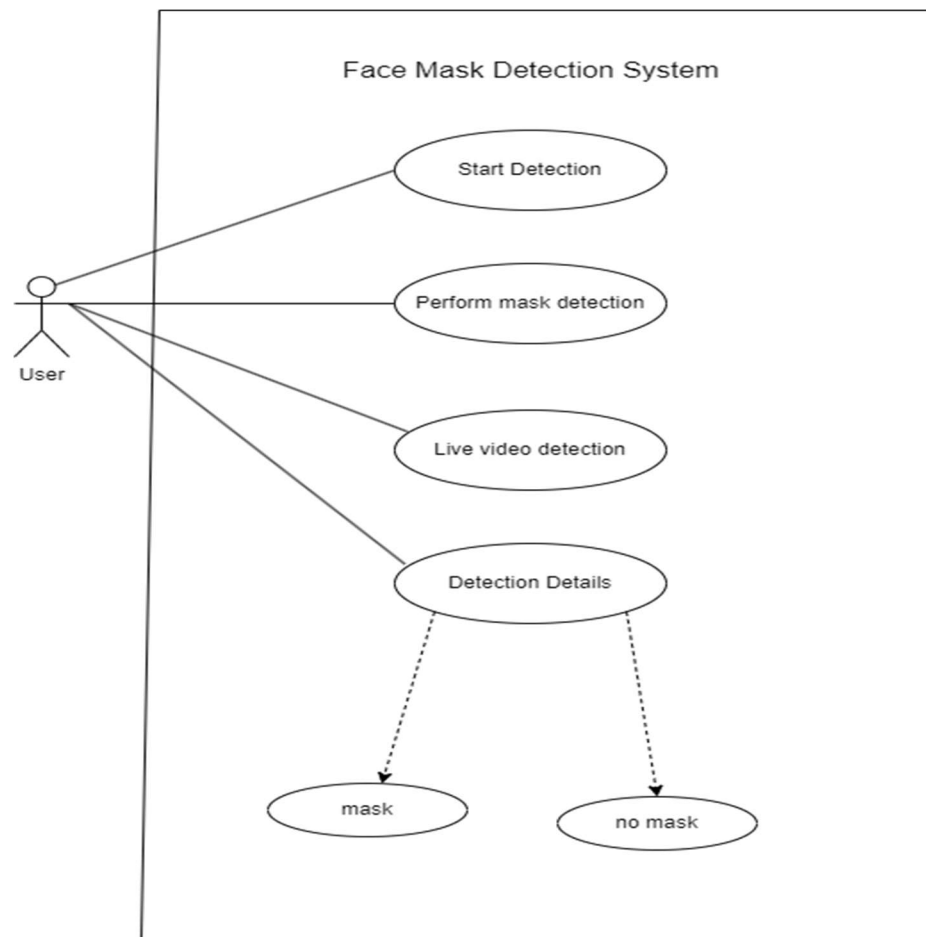 Face Mask Detection System
Start Detection
Perform mask detection
User
Live video detection
Detection Details
mask
no mask